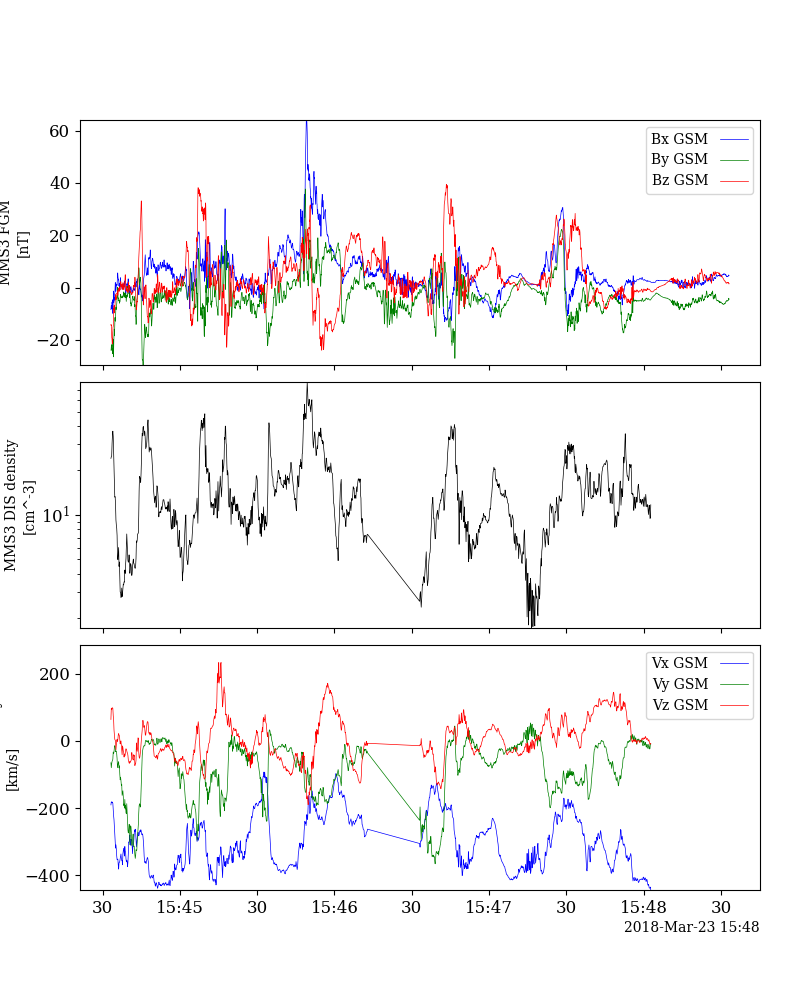 60
40
20
0
−20
MMS3 FGM
[nT]
Bx GSM
By GSM
Bz GSM
10^1
MMS3 DIS density
[cm^-3]
200
0
−200
−400
[km/s]
Vx GSM
Vy GSM
Vz GSM
30 15:45 30 15:46 30 15:47 30 15:48 30
2018-Mar-23 15:48